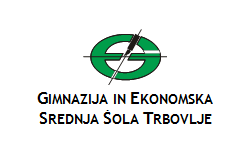 GIMNAZIJA IN EKONOMSKA
SREDNJA ŠOLA TRBOVLJE